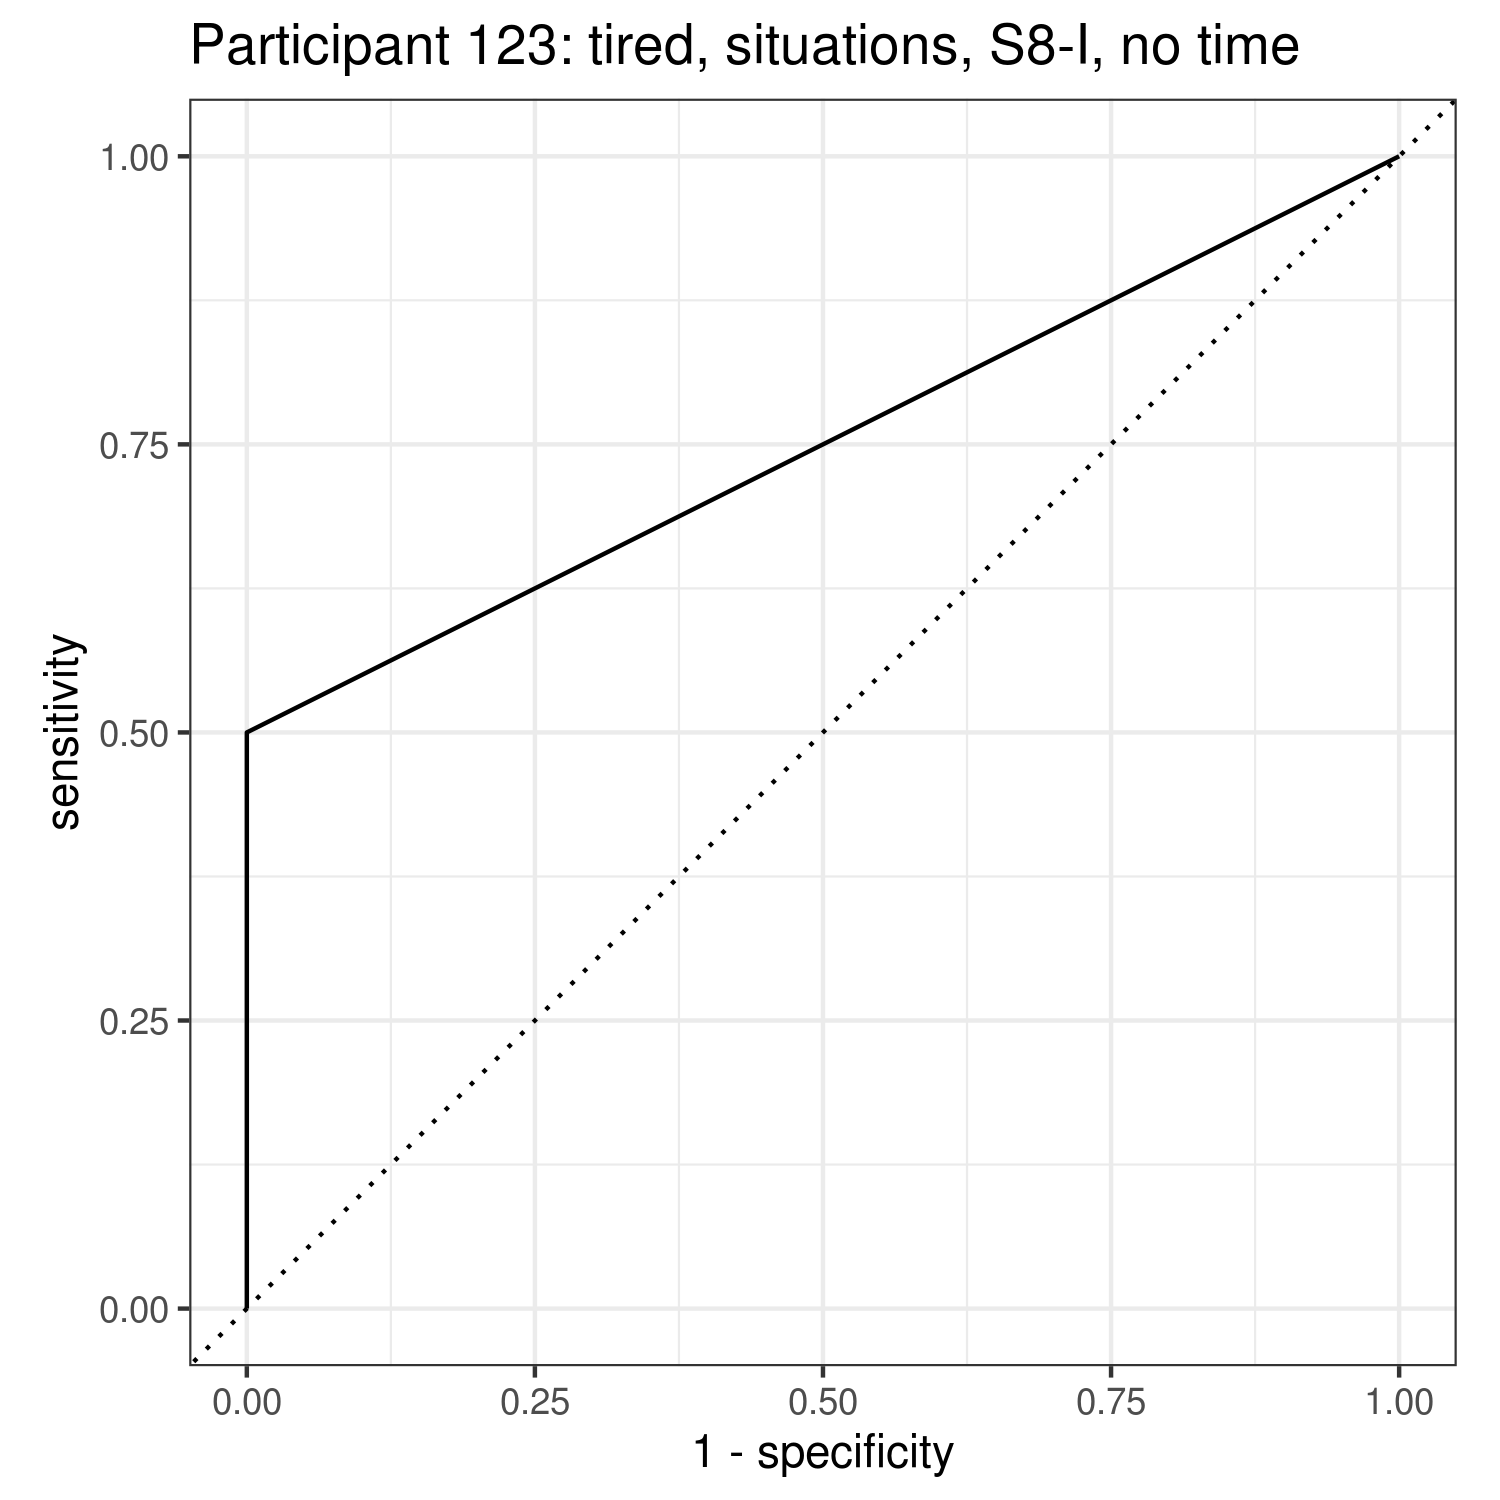 Participant 123: tired, situations, S8-I, no time
1.00
0.75
0.50
0.25
0.00
sensitivity
0.00 0.25 0.50 0.75 1.00
1 - specificity